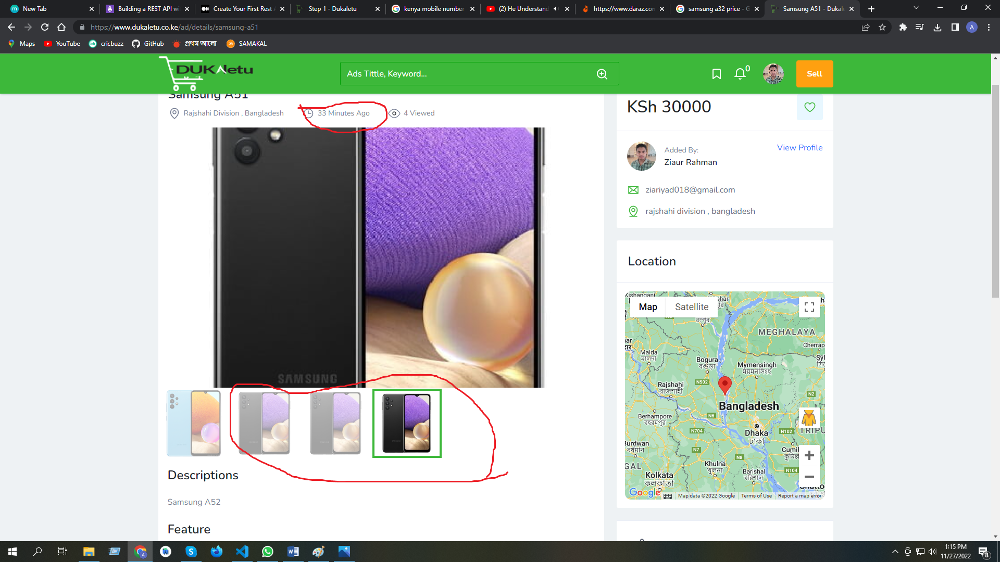 New Tab
Building a REST API wi
Create Your First Rest A
Step 1 - Dukaletu
kenya mobile number
(2) He Understand
https://www.daraz.com
samsung a32 price - G
Samsung A51 - Dukale
https://www.dukaletu.co.ke/ad/details/samsung-a51
A
Maps
YouTube
cricbuzz
GitHub
প্রথম আলো
SAMAKAL
DUKAletu
Ads Tittle, Keyword...
0
Sell
Samsung A51
Rajshahi Division , Bangladesh
33 Minutes Ago
4 Viewed
KSh 30000
Added By:
View Profile
Ziaur Rahman
ziariyad018@gmail.com
rajshahi division , bangladesh
SAMSUNG
Location
Kishanganj
Map
Satellite
রংপুর
MEGHALAYA
Cherrap
Malda
মালদা
Bogura
বগুড়া
Mymensingh
ময়মনসিংহ
Rajshahi
রাজশাহী
N502
N2
Bangladesh
Berhampore
বহরমপুর
N6
N704
Dhaka
ঢাকা
N102
TRIPU
Burdwan
বর্ধমান
N7
N8
Cumil
কুমিল্লা
GAL
Khulna
খুলনা
Barishal
বরিশাল
N104
Kolkata
কলকাতা
Google
Map data ©2022 Google
Terms of Use
Report a map error
Descriptions
Samsung A52
Feature
1:15 PM
11/27/2022
8